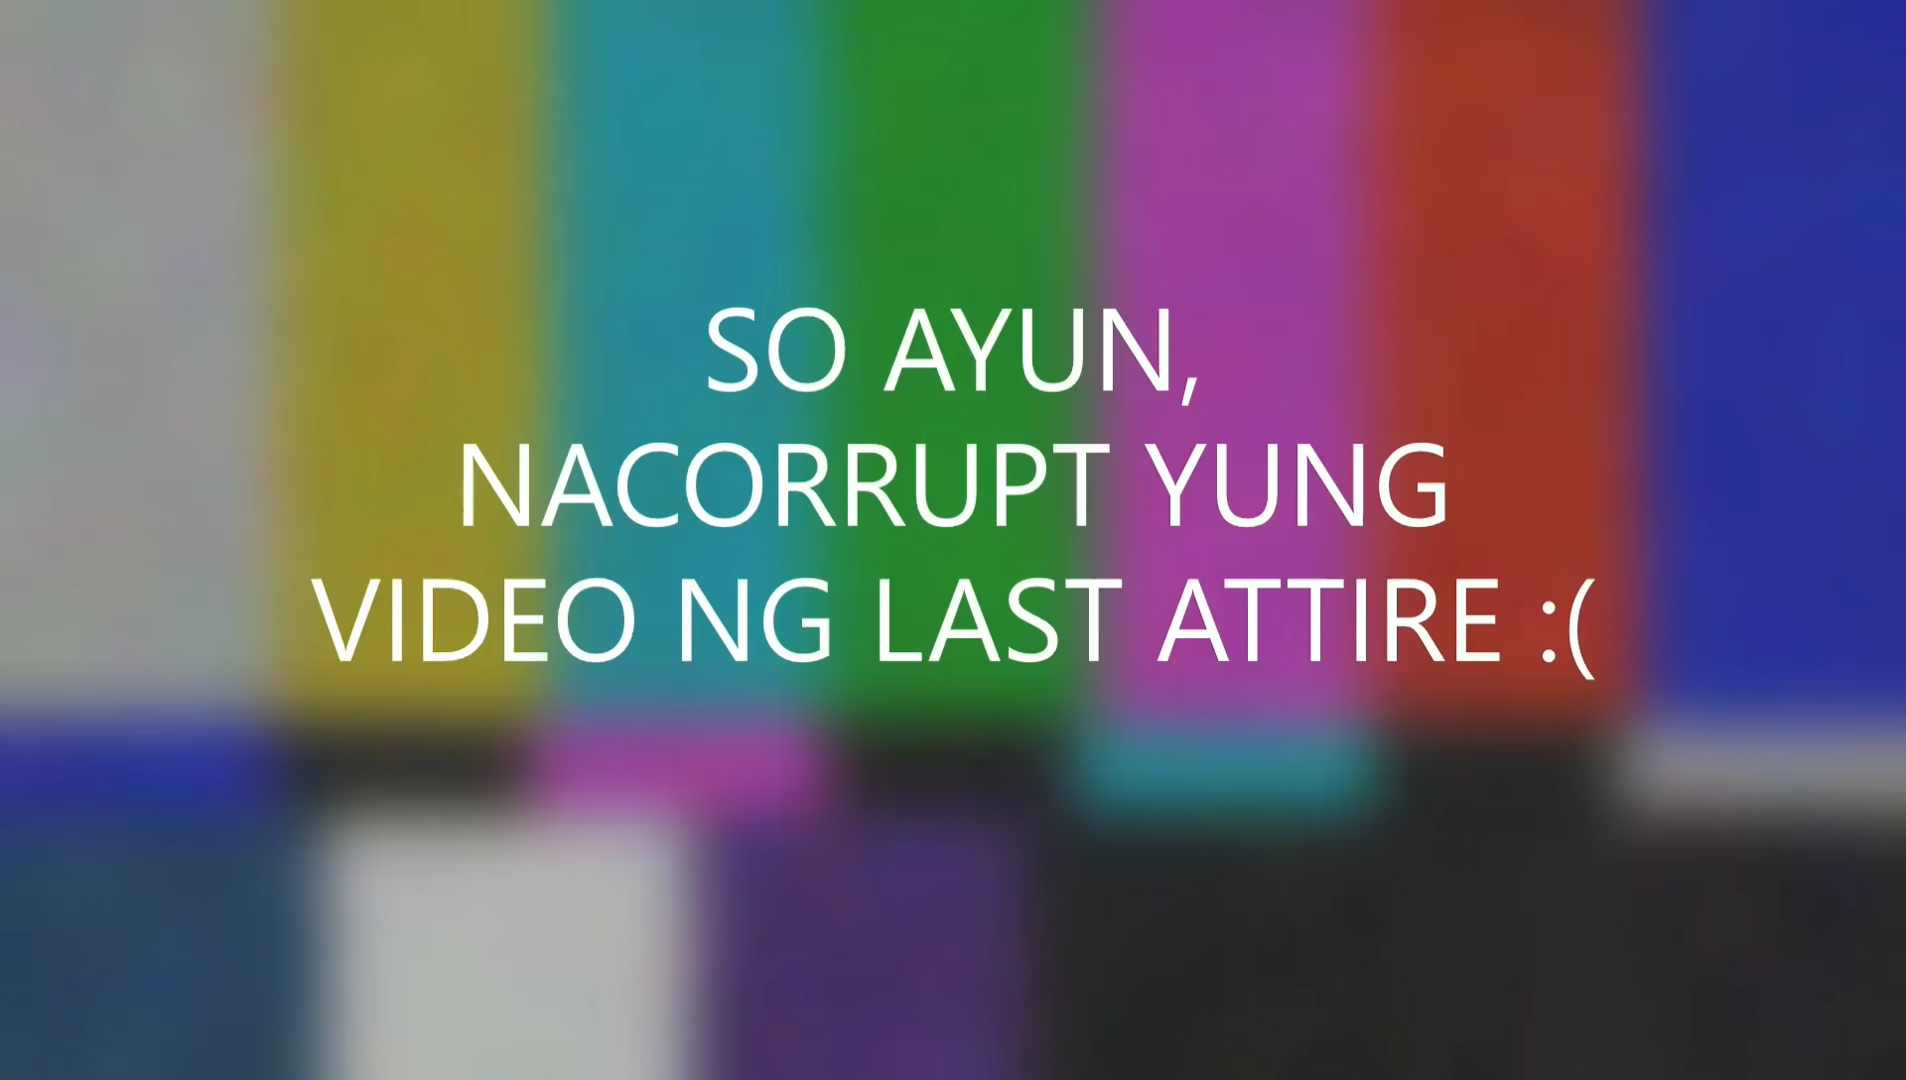 SO AYUN,
NACORRUPT YUNG
VIDEO NG LAST ATTIRE :(